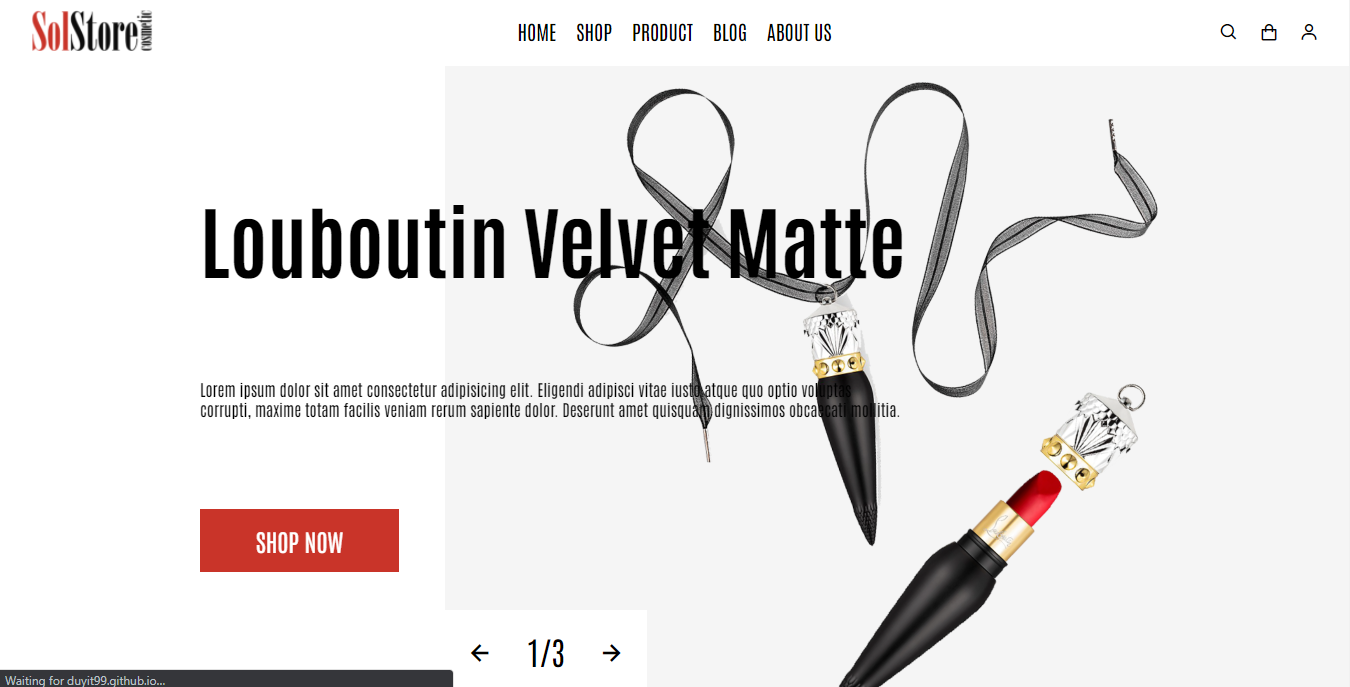 SolStore cosmetic
HOME SHOP PRODUCT BLOG ABOUT US
Louboutin Velvet Matte
Lorem ipsum dolor sit amet consectetur adipisicing elit. Eligendi adipisci vitae iusto atque quo optio voluptas
corrupti, maxime totam facilis veniam rerum sapiente dolor. Deserunt amet quisquam dignissimos obcaecati mollitia.
SHOP NOW
1/3
Waiting for duyit99.github.io...